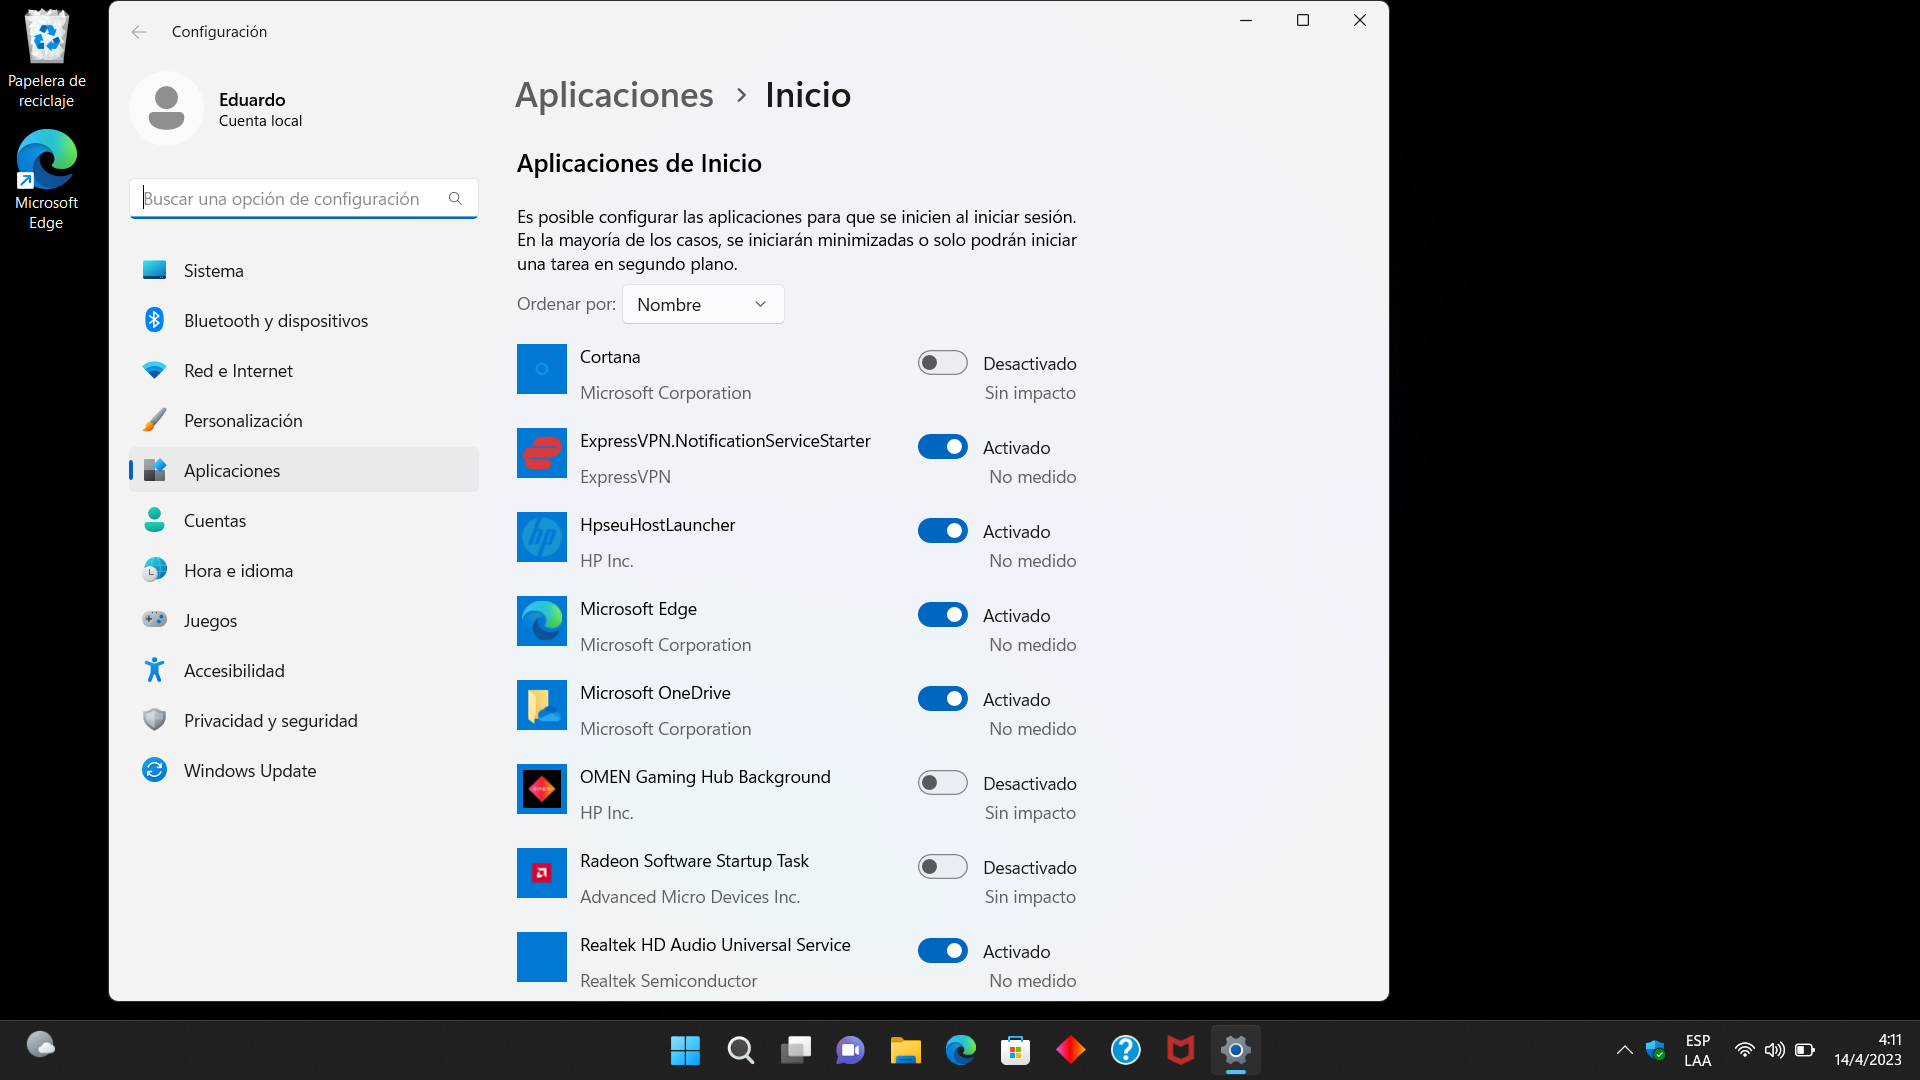 Papelera de
reciclaje
Microsoft
Edge
Configuración
Eduardo
Cuenta local
Buscar una opción de configuración
Sistema
Bluetooth y dispositivos
Red e Internet
Personalización
Aplicaciones
Cuentas
Hora e idioma
Juegos
Accesibilidad
Privacidad y seguridad
Windows Update
Aplicaciones > Inicio
Aplicaciones de Inicio
Es posible configurar las aplicaciones para que se inicien al iniciar sesión.
En la mayoría de los casos, se iniciarán minimizadas o solo podrán iniciar
una tarea en segundo plano.
Ordenar por: Nombre
Cortana Desactivado
Microsoft Corporation Sin impacto
ExpressVPN.NotificationServiceStarter Activado
ExpressVPN No medido
hp
HpseuHostLauncher Activado
HP Inc. No medido
Microsoft Edge Activado
Microsoft Corporation No medido
Microsoft OneDrive Activado
Microsoft Corporation No medido
OMEN Gaming Hub Background Desactivado
HP Inc. Sin impacto
Radeon Software Startup Task Desactivado
Advanced Micro Devices Inc. Sin impacto
Realtek HD Audio Universal Service Activado
Realtek Semiconductor No medido
ESP
LAA
4:11
14/4/2023